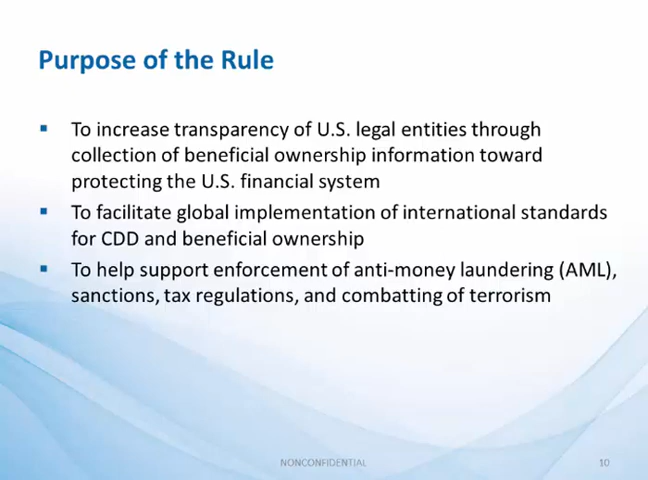 Purpose of the Rule
▪ To increase transparency of U.S. legal entities through
collection of beneficial ownership information toward
protecting the U.S. financial system
▪ To facilitate global implementation of international standards
for CDD and beneficial ownership
▪ To help support enforcement of anti-money laundering (AML),
sanctions, tax regulations, and combatting of terrorism
NONCONFIDENTIAL
10